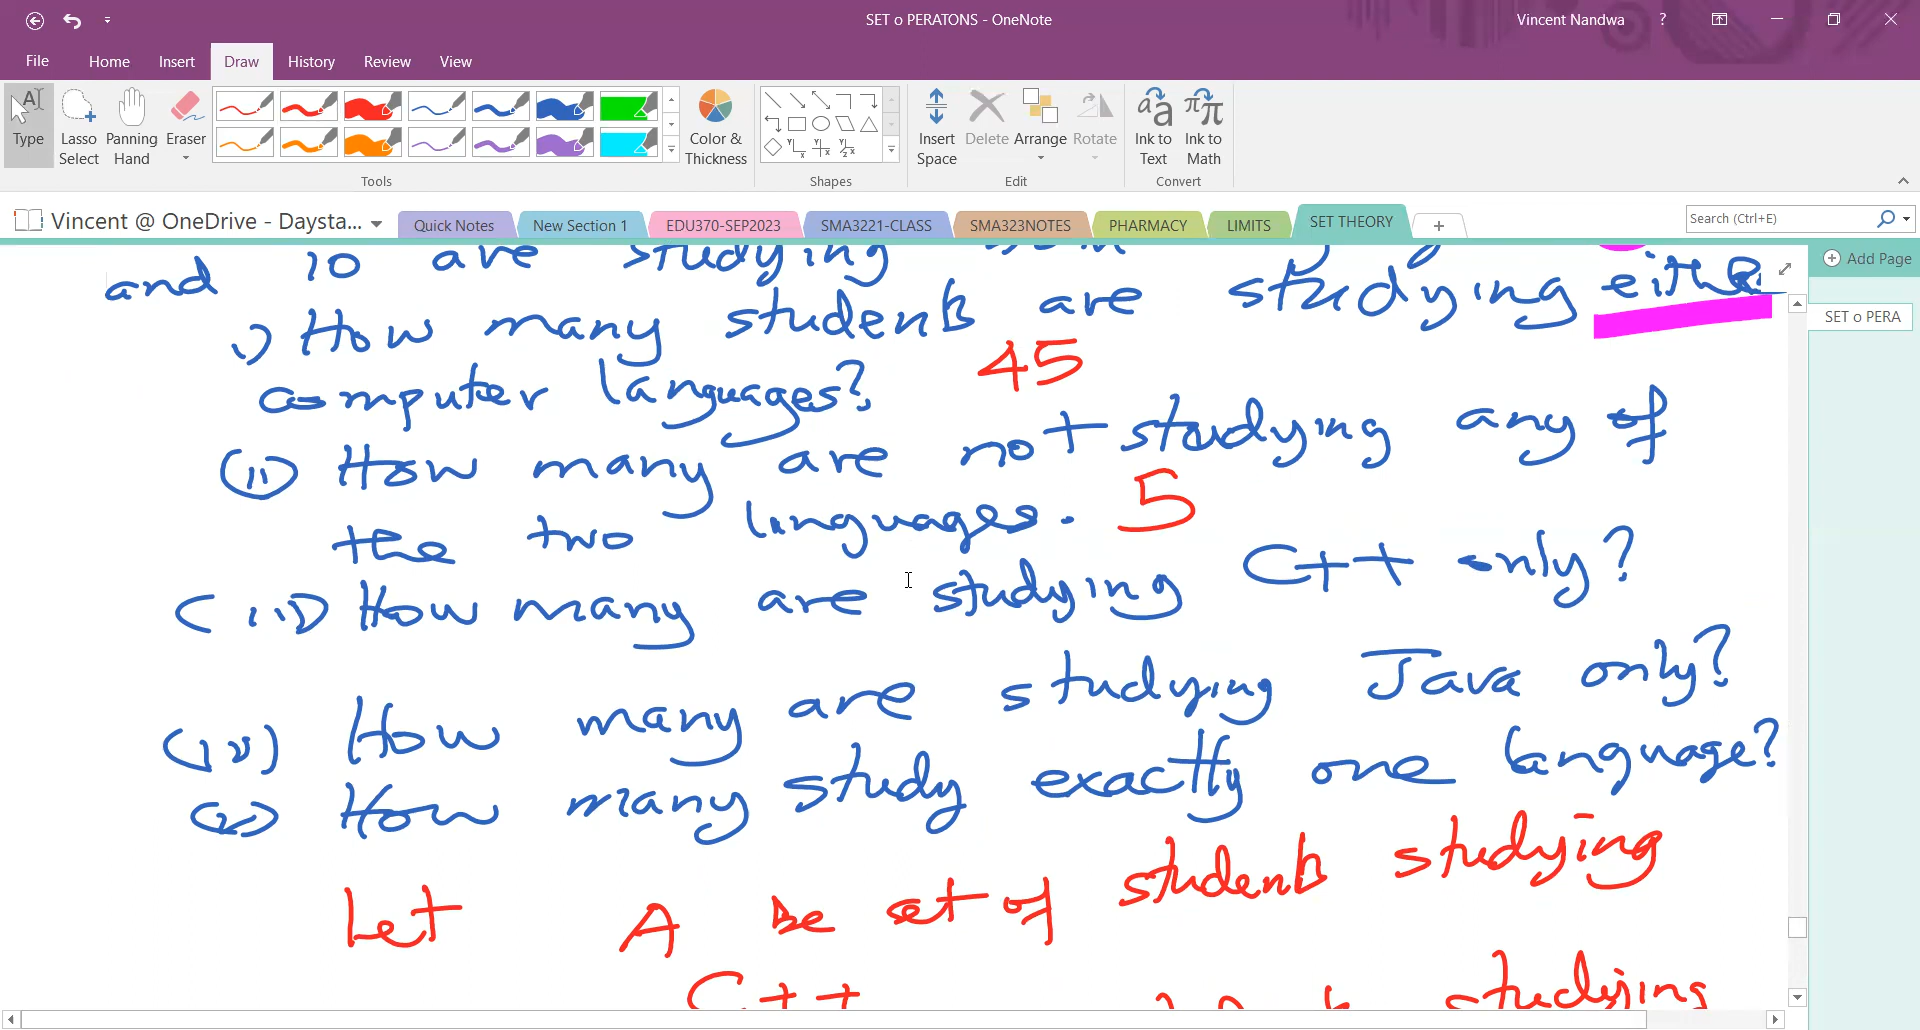 SET o PERATONS - OneNote
Vincent Nandwa
?
File Home Insert Draw History Review View
Type
Lasso Select
Panning Hand
Eraser
Color & Thickness
Insert Space
Delete
Arrange
Rotate
Ink to Text
Ink to Math
Tools
Shapes
Edit
Convert
Vincent @ OneDrive - Daysta...
Quick Notes
New Section 1
EDU370-SEP2023
SMA3221-CLASS
SMA323NOTES
PHARMACY
LIMITS
SET THEORY
+
Search (Ctrl+E)
Add Page
SET o PERA
and 10 are studying
i) How many students are studying either
computer languages? 45
(ii) How many are not studying any of
the two languages. 5
(iii) How many are studying C++ only?
(iv) How many are studying Java only?
(v) How many study exactly one language?
Let A be set of students studying
C++
studying